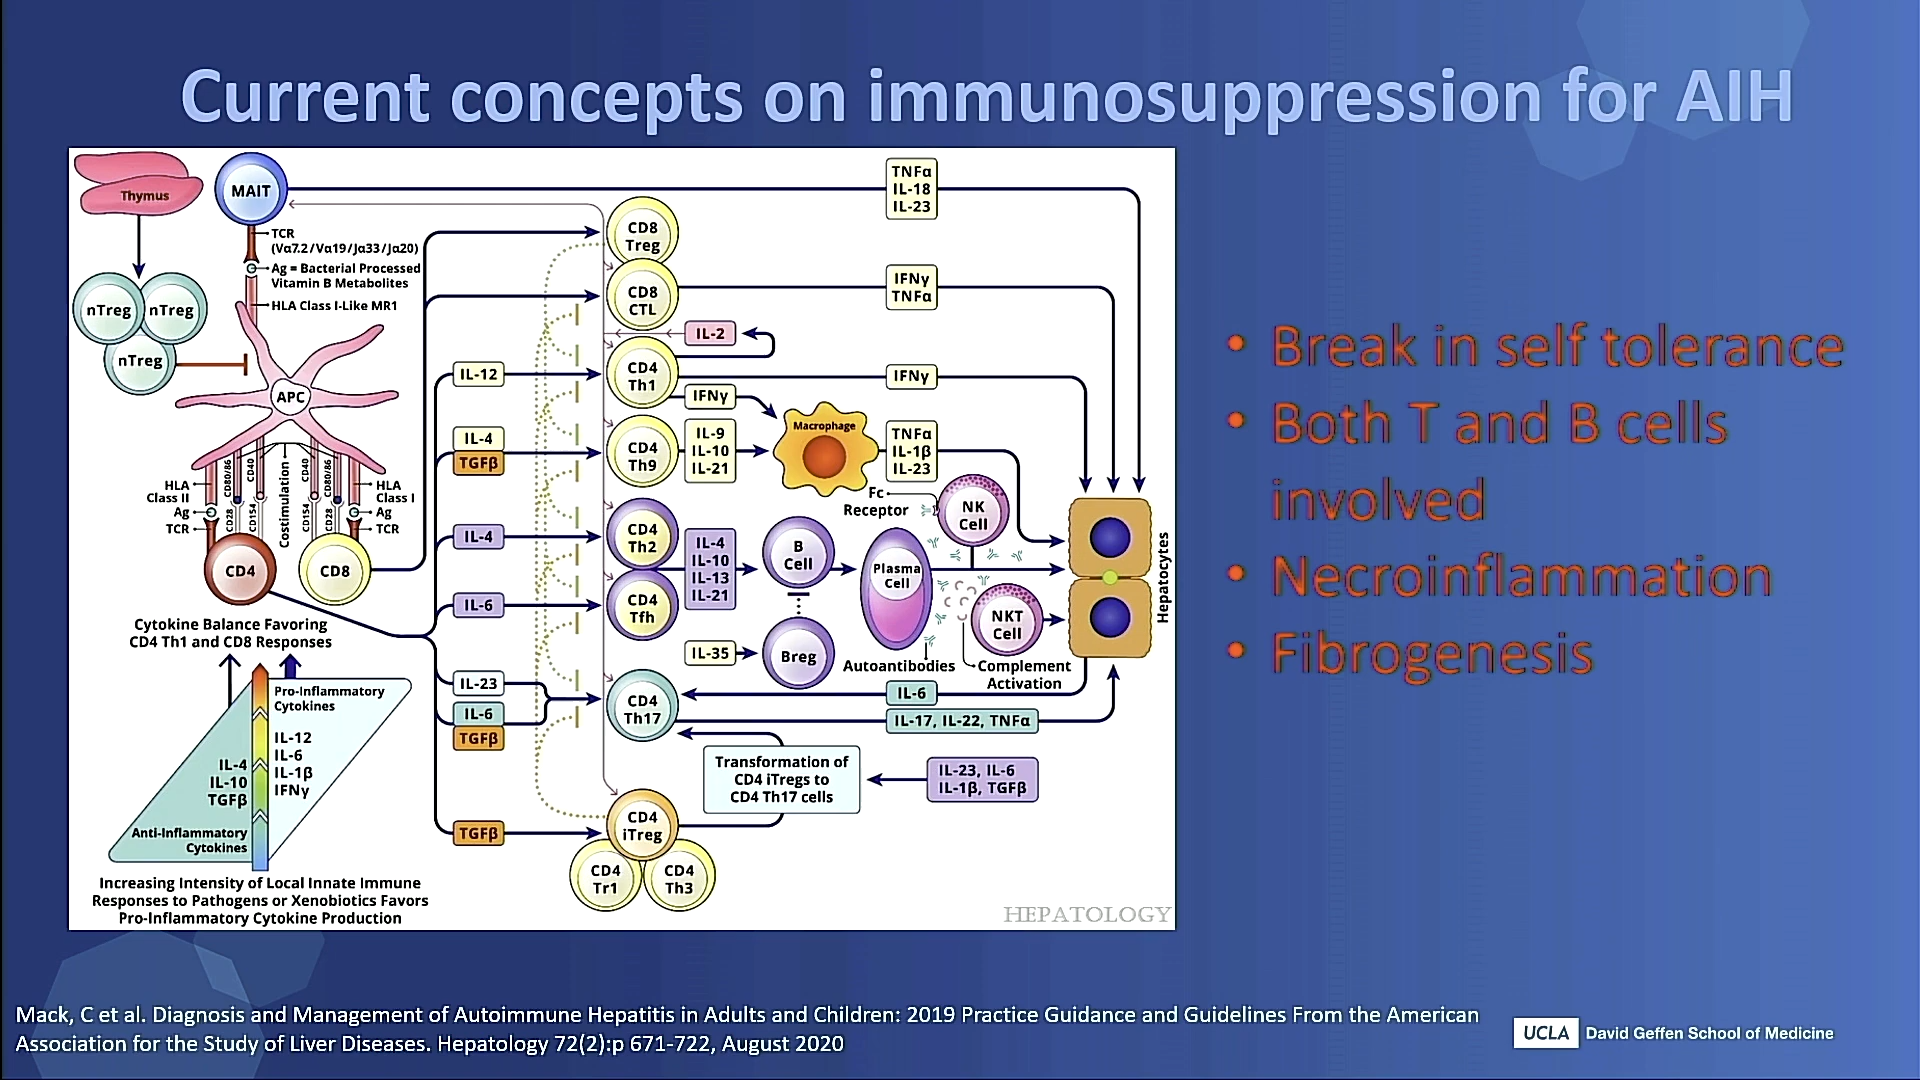 Current concepts on immunosuppression for AIH
Thymus
MAIT
TCR
(Vα7.2/Vα19/Jα33/Jα20)
Ag = Bacterial Processed
Vitamin B Metabolites
HLA Class I-Like MR1
nTreg
nTreg
nTreg
APC
HLA
Class II
Ag
TCR
CD80/86
CD40
CD28
CD154
Costimulation
CD40
CD80/86
CD154
CD28
HLA
Class I
Ag
TCR
CD4
CD8
Cytokine Balance Favoring
CD4 Th1 and CD8 Responses
Pro-Inflammatory
Cytokines
IL-12
IL-6
IL-1β
IFNγ
IL-4
IL-10
TGFβ
Anti-Inflammatory
Cytokines
Increasing Intensity of Local Innate Immune
Responses to Pathogens or Xenobiotics Favors
Pro-Inflammatory Cytokine Production
IL-12
IL-4
TGFβ
IL-4
IL-6
IL-23
IL-6
TGFβ
TGFβ
CD8
Treg
CD8
CTL
CD4
Th1
CD4
Th9
CD4
Th2
CD4
Tfh
CD4
Th17
CD4
iTreg
CD4
Tr1
CD4
Th3
TNFα
IL-18
IL-23
IFNγ
TNFα
IL-2
IFNγ
IFNγ
IL-9
IL-10
IL-21
Macrophage
TNFα
IL-1β
IL-23
Fc
Receptor
NK
Cell
IL-4
IL-10
IL-13
IL-21
B
Cell
Plasma
Cell
NKT
Cell
IL-35
Breg
Autoantibodies
Complement
Activation
Hepatocytes
IL-6
IL-17, IL-22, TNFα
Transformation of
CD4 iTregs to
CD4 Th17 cells
IL-23, IL-6
IL-1β, TGFβ
HEPATOLOGY
• Break in self tolerance
• Both T and B cells
involved
• Necroinflammation
• Fibrogenesis
Mack, C et al. Diagnosis and Management of Autoimmune Hepatitis in Adults and Children: 2019 Practice Guidance and Guidelines From the American
Association for the Study of Liver Diseases. Hepatology 72(2):p 671-722, August 2020
UCLA David Geffen School of Medicine